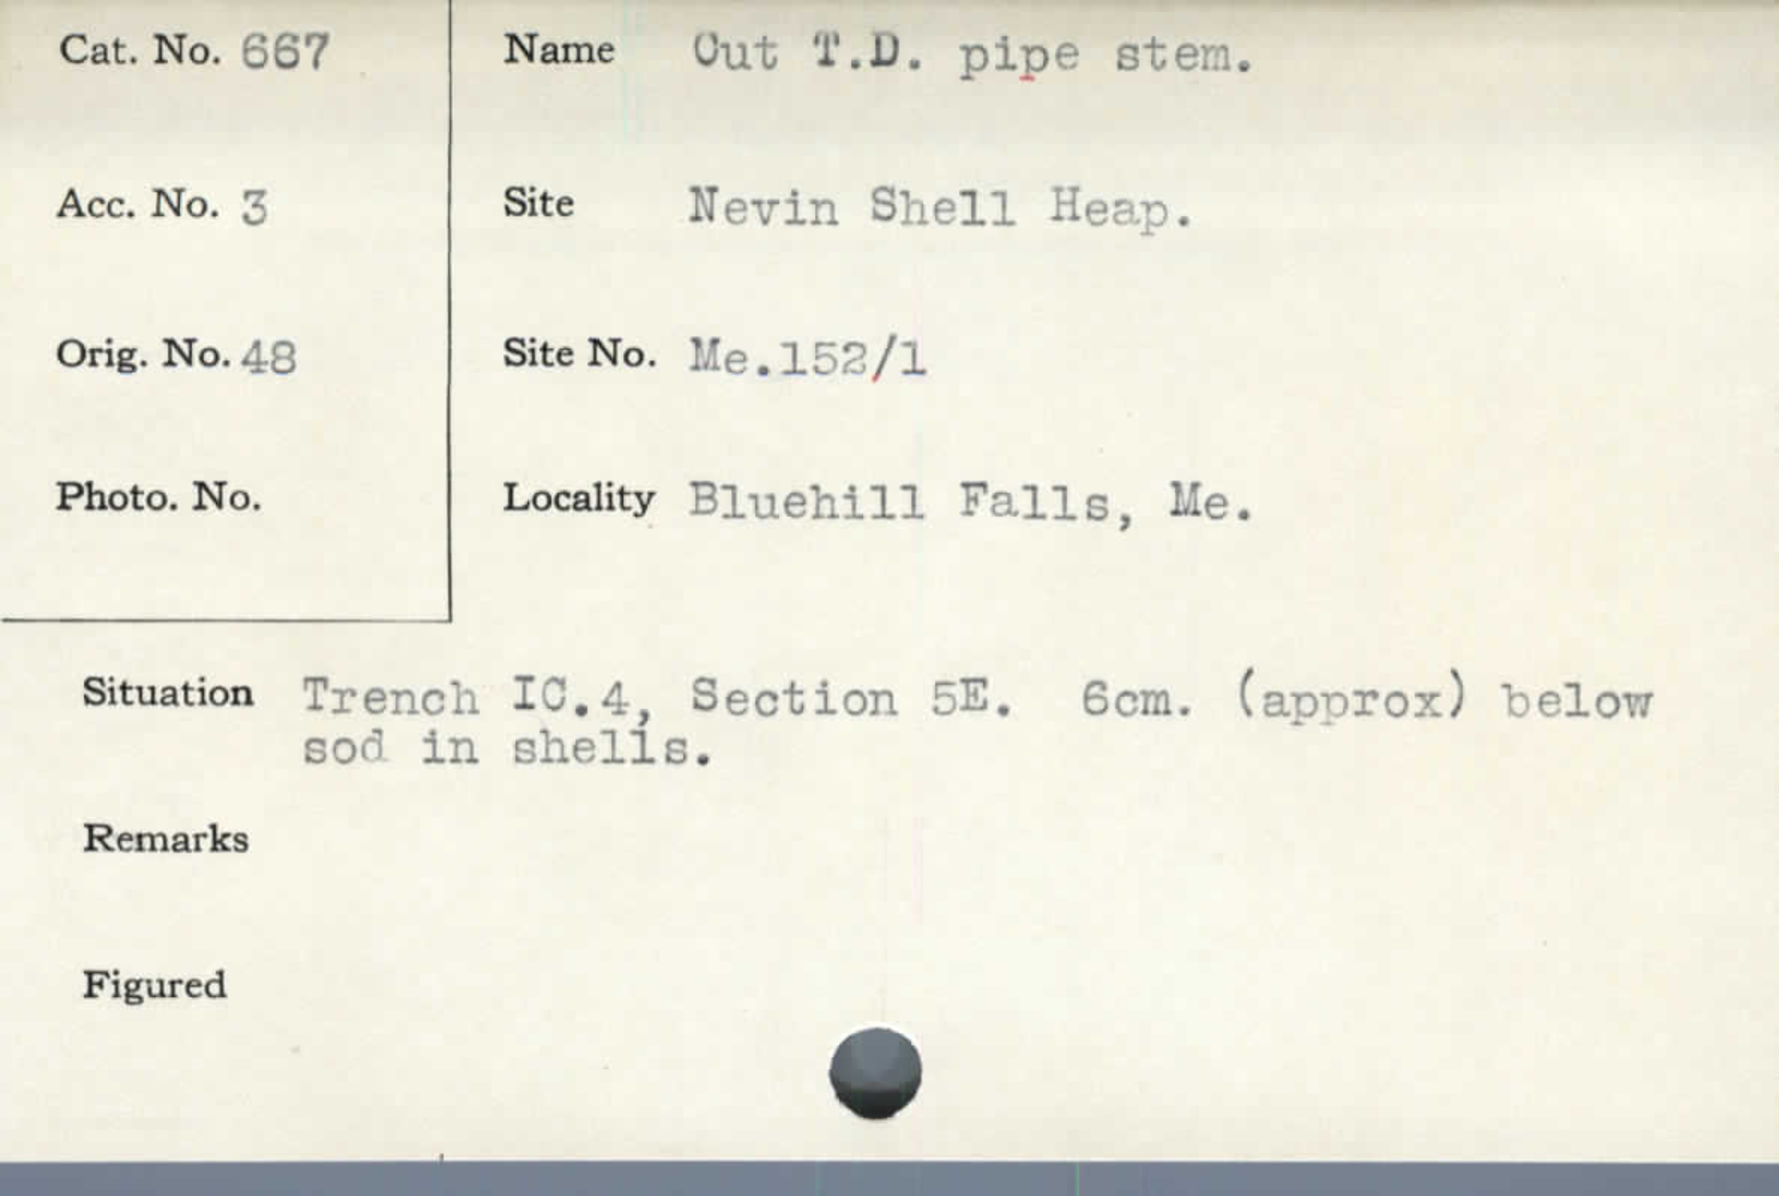 Cat. No. 667
Name Cut T.D. pipe stem.
Acc. No. 3
Site Nevin Shell Heap.
Orig. No. 48
Site No. Me.152/1
Photo. No.
Locality Bluehill Falls, Me.
Situation Trench IC.4, Section 5E. 6cm. (approx) below
sod in shells.
Remarks
Figured